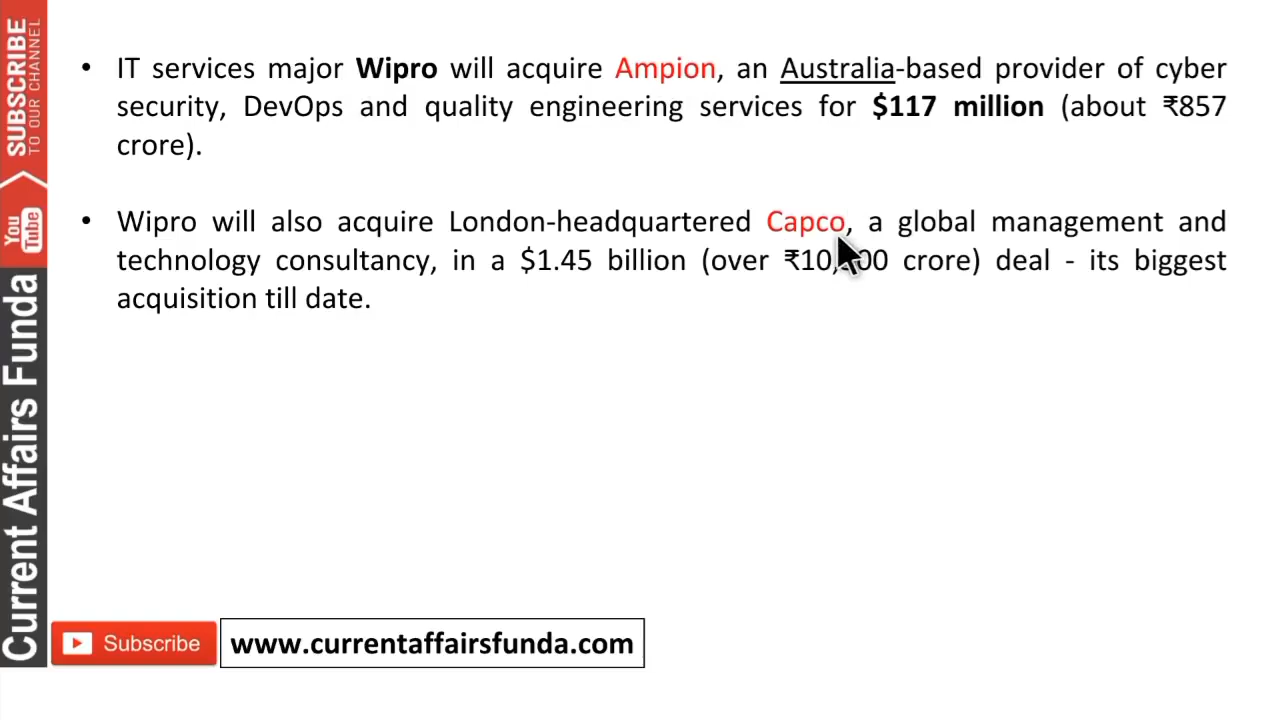 • IT services major Wipro will acquire Ampion, an Australia-based provider of cyber
security, DevOps and quality engineering services for $117 million (about ₹857
crore).
• Wipro will also acquire London-headquartered Capco, a global management and
technology consultancy, in a $1.45 billion (over crore) deal - its biggest
acquisition till date.
SUBSCRIBE
TO OUR CHANNEL
You
Tube
Current Affairs Funda
Subscribe
www.currentaffairsfunda.com